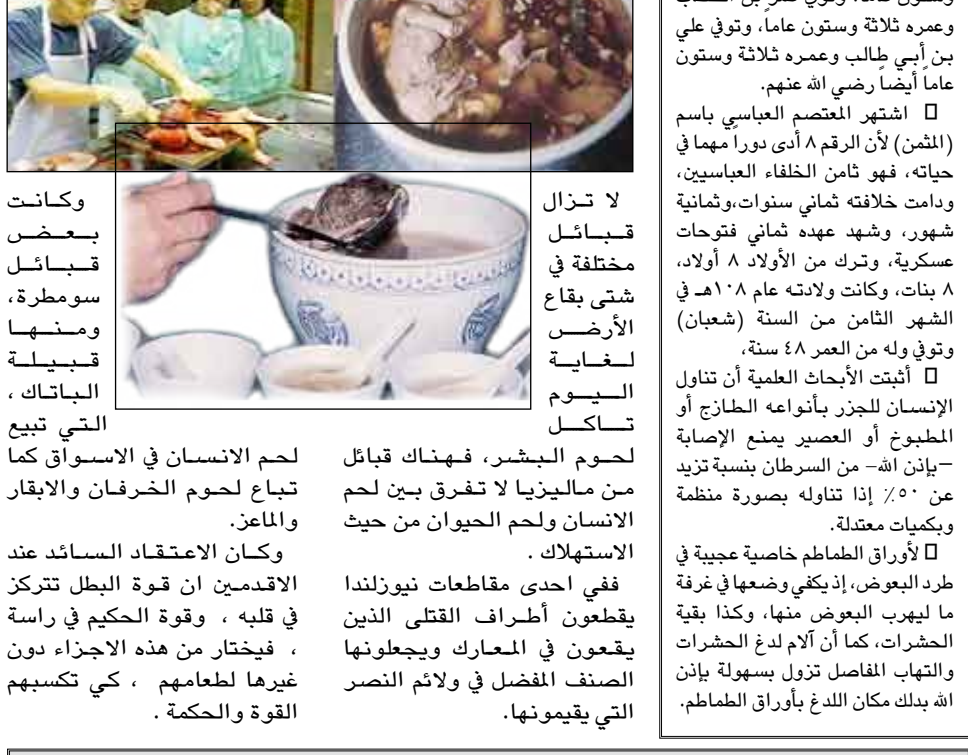 وعمره ثلاثة وستون عاماً، وتوفي علي
بن أبي طالب وعمره ثلاثة وستون
عاماً أيضاً رضي الله عنهم.
اشتهر المعتصم العباسي باسم
(المثمن) لأن الرقم ٨ أدى دوراً مهما في
حياته، فهو ثامن الخلفاء العباسيين،
ودامت خلافته ثماني سنوات،وثمانية
شهور، وشهد عهده ثماني فتوحات
عسكرية، وترك من الأولاد ٨ أولاد،
٨ بنات، وكانت ولادته عام ١٠٨هـ في
الشهر الثامن من السنة (شعبان)
وتوفي وله من العمر ٤٨ سنة،
أثبتت الأبحاث العلمية أن تناول
الإنسان للجزر بأنواعه الطازج أو
المطبوخ أو العصير يمنع الإصابة
–بإذن الله– من السرطان بنسبة تزيد
عن ٥٠٪ إذا تناوله بصورة منظمة
وبكميات معتدلة.
لأوراق الطماطم خاصية عجيبة في
طرد البعوض، إذ يكفي وضعها في غرفة
ما ليهرب البعوض منها، وكذا بقية
الحشرات، كما أن آلام لدغ الحشرات
والتهاب المفاصل تزول بسهولة بإذن
الله بدلك مكان اللدغ بأوراق الطماطم.
لا تزال
قبائل
مختلفة في
شتى بقاع
الأرض
لغاية
اليوم
تاكل
لحوم البشر، فهناك قبائل
من ماليزيا لا تفرق بين لحم
الانسان ولحم الحيوان من حيث
الاستهلاك .
ففي احدى مقاطعات نيوزلندا
يقطعون أطراف القتلى الذين
يقعون في المعارك ويجعلونها
الصنف المفضل في ولائم النصر
التي يقيمونها.
وكانت
بعض
قبائل
سومطرة،
ومنها
قبيلة
الباتاك ،
التي تبيع
لحم الانسان في الاسواق كما
تباع لحوم الخرفان والابقار
والماعز.
وكان الاعتقاد السائد عند
الاقدمين ان قوة البطل تتركز
في قلبه ، وقوة الحكيم في راسة
، فيختار من هذه الاجزاء دون
غيرها لطعامهم ، كي تكسبهم
القوة والحكمة .